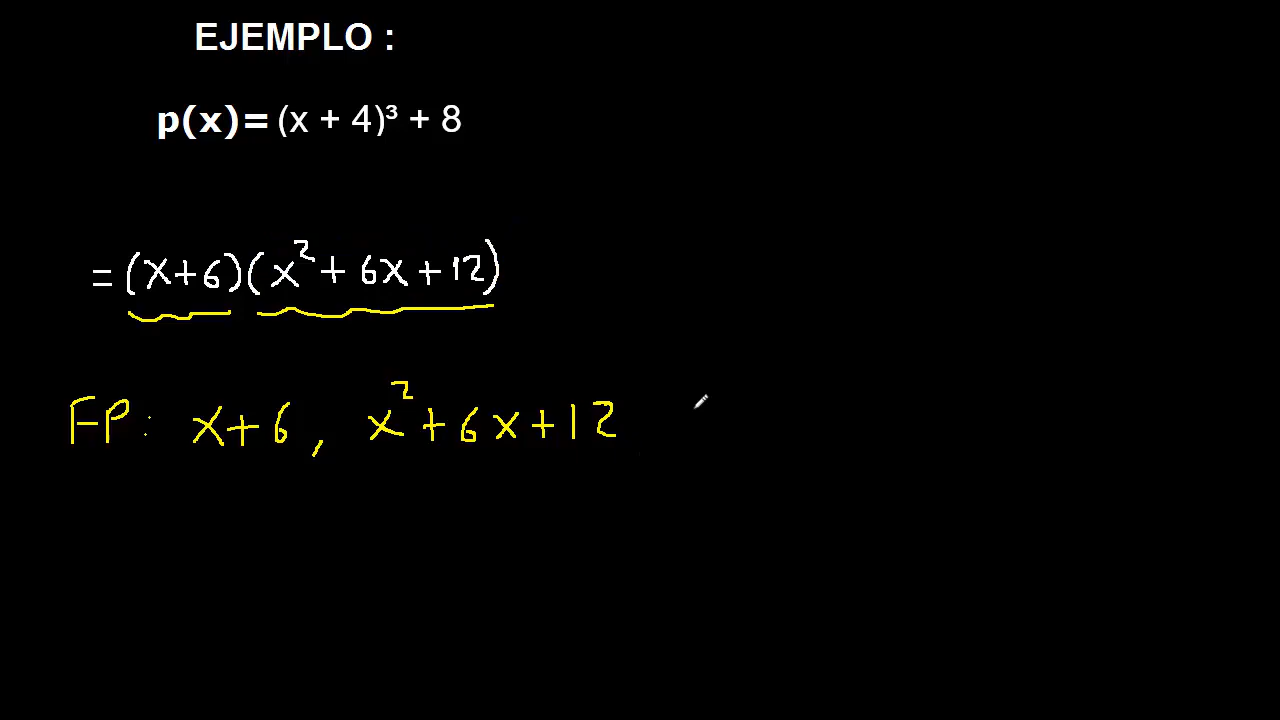 EJEMPLO :
p(x)= (x + 4)³ + 8
= (x+6)(x²+ 6x +12)
FP: x+6, x²+6x+12